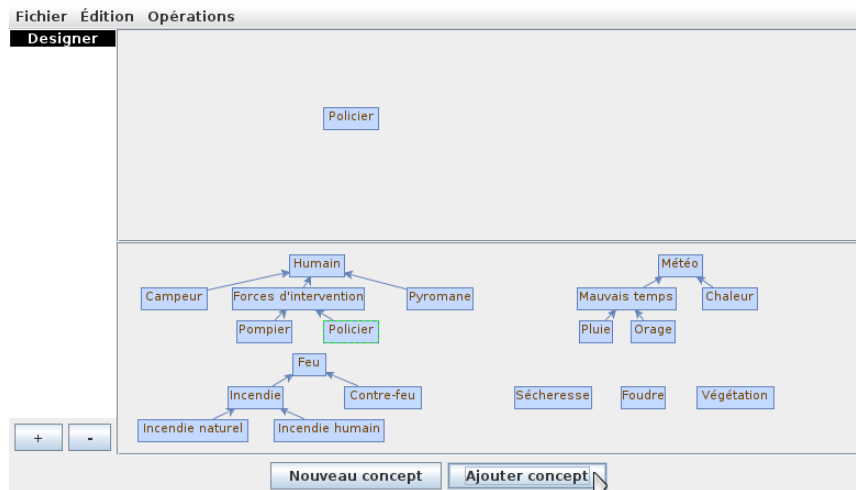 Fichier Édition Opérations
Designer
Policier
Humain
Météo
Campeur
Forces d'intervention
Pyromane
Mauvais temps
Chaleur
Pompier
Policier
Pluie
Orage
Feu
Incendie
Contre-feu
Sécheresse
Foudre
Végétation
Incendie naturel
Incendie humain
+
-
Nouveau concept
Ajouter concept